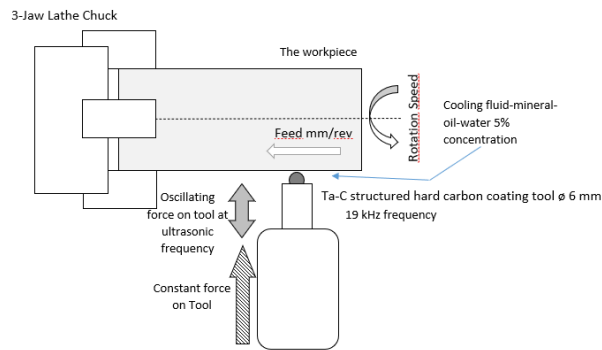 3-Jaw Lathe Chuck
The workpiece
Rotation Speed
Cooling fluid-mineral-
oil-water 5%
concentration
Feed mm/rev
Ta-C structured hard carbon coating tool ø 6 mm
19 kHz frequency
Oscillating
force on tool at
ultrasonic
frequency
Constant force
on Tool